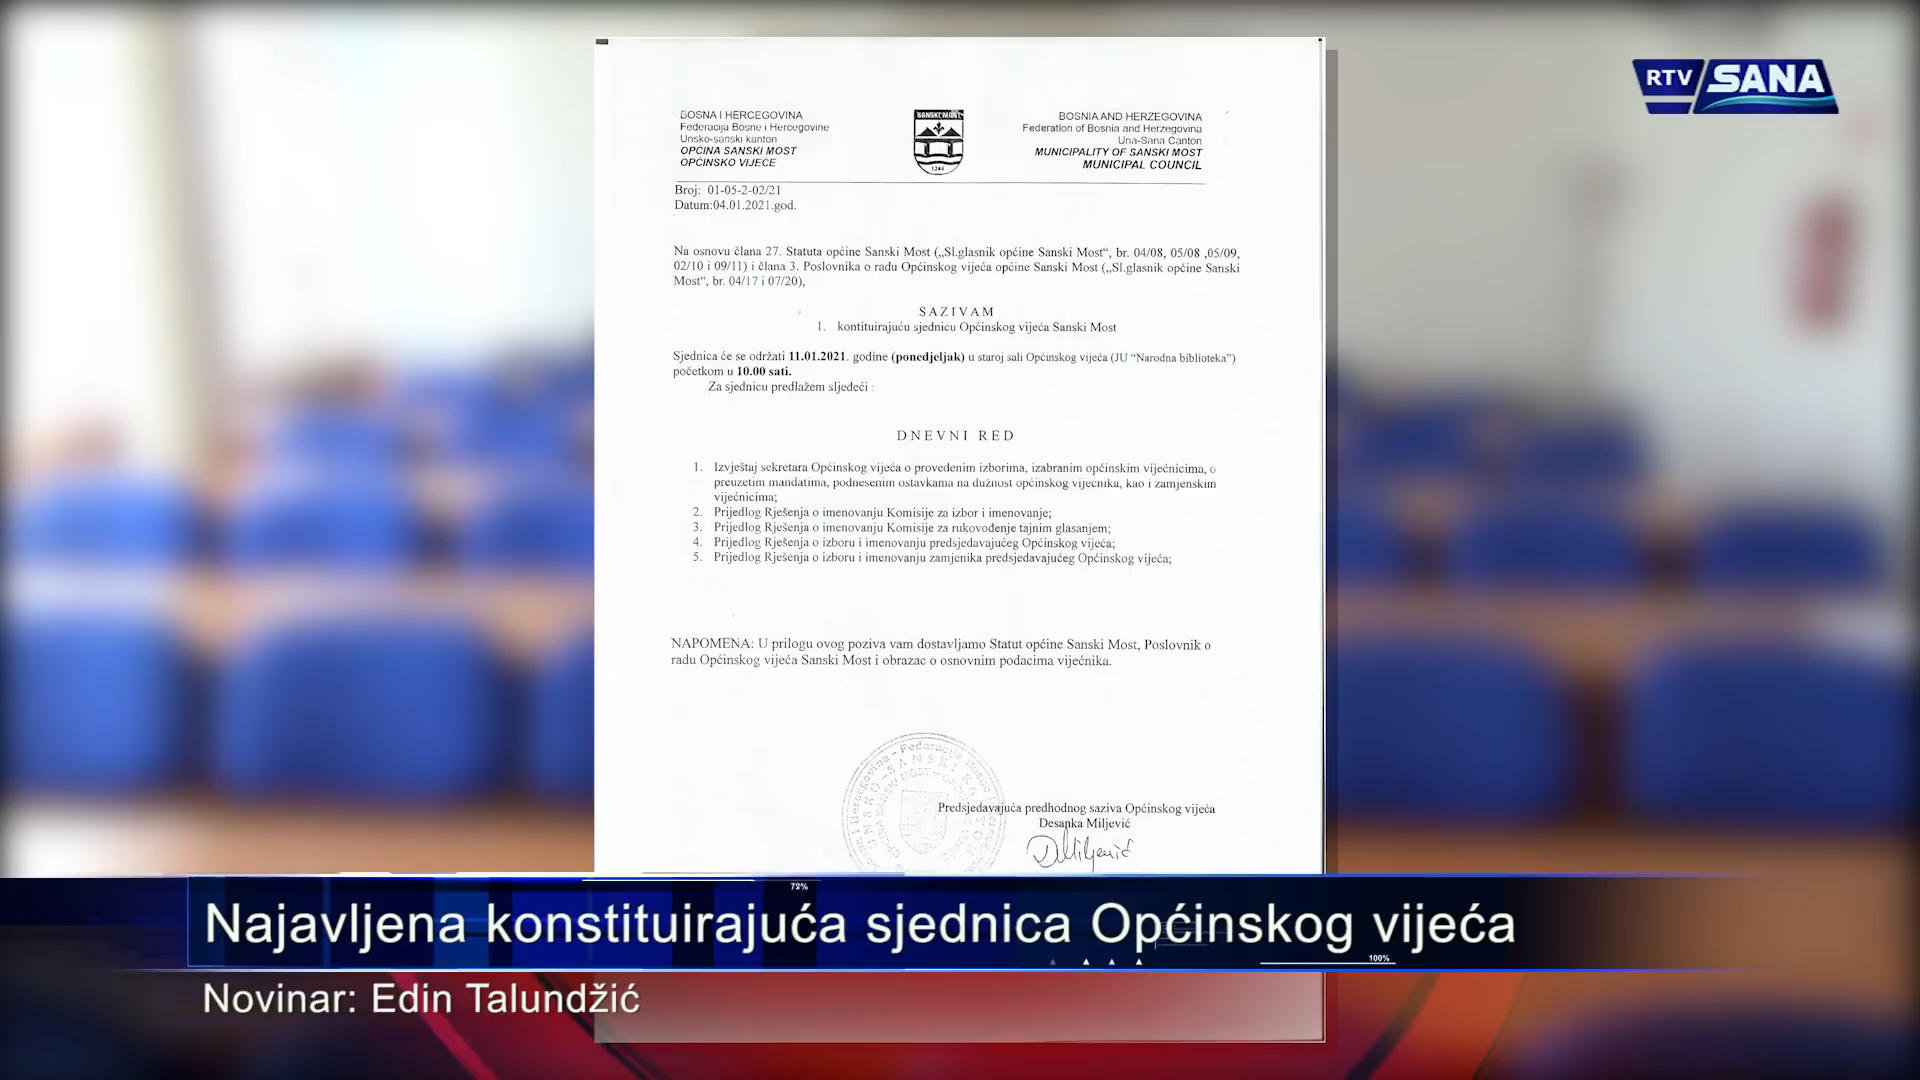 RTV SANA
BOSNA I HERCEGOVINA
Federacija Bosne i Hercegovine
Unsko-sanski kanton
OPĆINA SANSKI MOST
OPĆINSKO VIJEĆE
SANSKI MOST
1244
BOSNIA AND HERZEGOVINA
Federation of Bosnia and Herzegovina
Una-Sana Canton
MUNICIPALITY OF SANSKI MOST
MUNICIPAL COUNCIL
Broj: 01-05-2-02/21
Datum:04.01.2021.god.
Na osnovu člana 27. Statuta općine Sanski Most („Sl.glasnik općine Sanski Most“, br. 04/08, 05/08 ,05/09,
02/10 i 09/11) i člana 3. Poslovnika o radu Općinskog vijeća općine Sanski Most („Sl.glasnik općine Sanski
Most“, br. 04/17 i 07/20),
S A Z I V A M
1. kontituirajuću sjednicu Općinskog vijeća Sanski Most
Sjednica će se održati 11.01.2021. godine (ponedjeljak) u staroj sali Općinskog vijeća (JU “Narodna biblioteka”)
početkom u 10.00 sati.
Za sjednicu predlažem sljedeći :
D N E V N I R E D
1. Izvještaj sekretara Općinskog vijeća o provedenim izborima, izabranim općinskim vijećnicima, o
preuzetim mandatima, podnesenim ostavkama na dužnost općinskog vijećnika, kao i zamjenskim
vijećnicima;
2. Prijedlog Rješenja o imenovanju Komisije za izbor i imenovanje;
3. Prijedlog Rješenja o imenovanju Komisije za rukovođenje tajnim glasanjem;
4. Prijedlog Rješenja o izboru i imenovanju predsjedavajućeg Općinskog vijeća;
5. Prijedlog Rješenja o izboru i imenovanju zamjenika predsjedavajućeg Općinskog vijeća;
NAPOMENA: U prilogu ovog poziva vam dostavljamo Statut općine Sanski Most, Poslovnik o
radu Općinskog vijeća Sanski Most i obrazac o osnovnim podacima vijećnika.
Predsjedavajuća predhodnog saziva Općinskog vijeća
Desanka Miljević
DMiljević
72%
Najavljena konstituirajuća sjednica Općinskog vijeća
100%
Novinar: Edin Talundžić